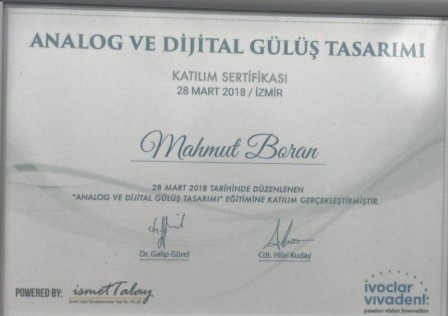 ANALOG VE DİJİTAL GÜLÜŞ TASARIMI
KATILIM SERTİFİKASI
28 MART 2018 / İZMİR
Mahmut Boran
28 MART 2018 TARİHİNDE DÜZENLENEN
"ANALOG VE DİJİTAL GÜLÜŞ TASARIMI" EĞİTİMİNE KATILIM GERÇEKLEŞTİRMİŞTİR.
Dr. Galip Gürel
Cdt. Hilal Kuday
POWERED BY: ismet Talay
ivoclar
vivadent:
passion vision innovation